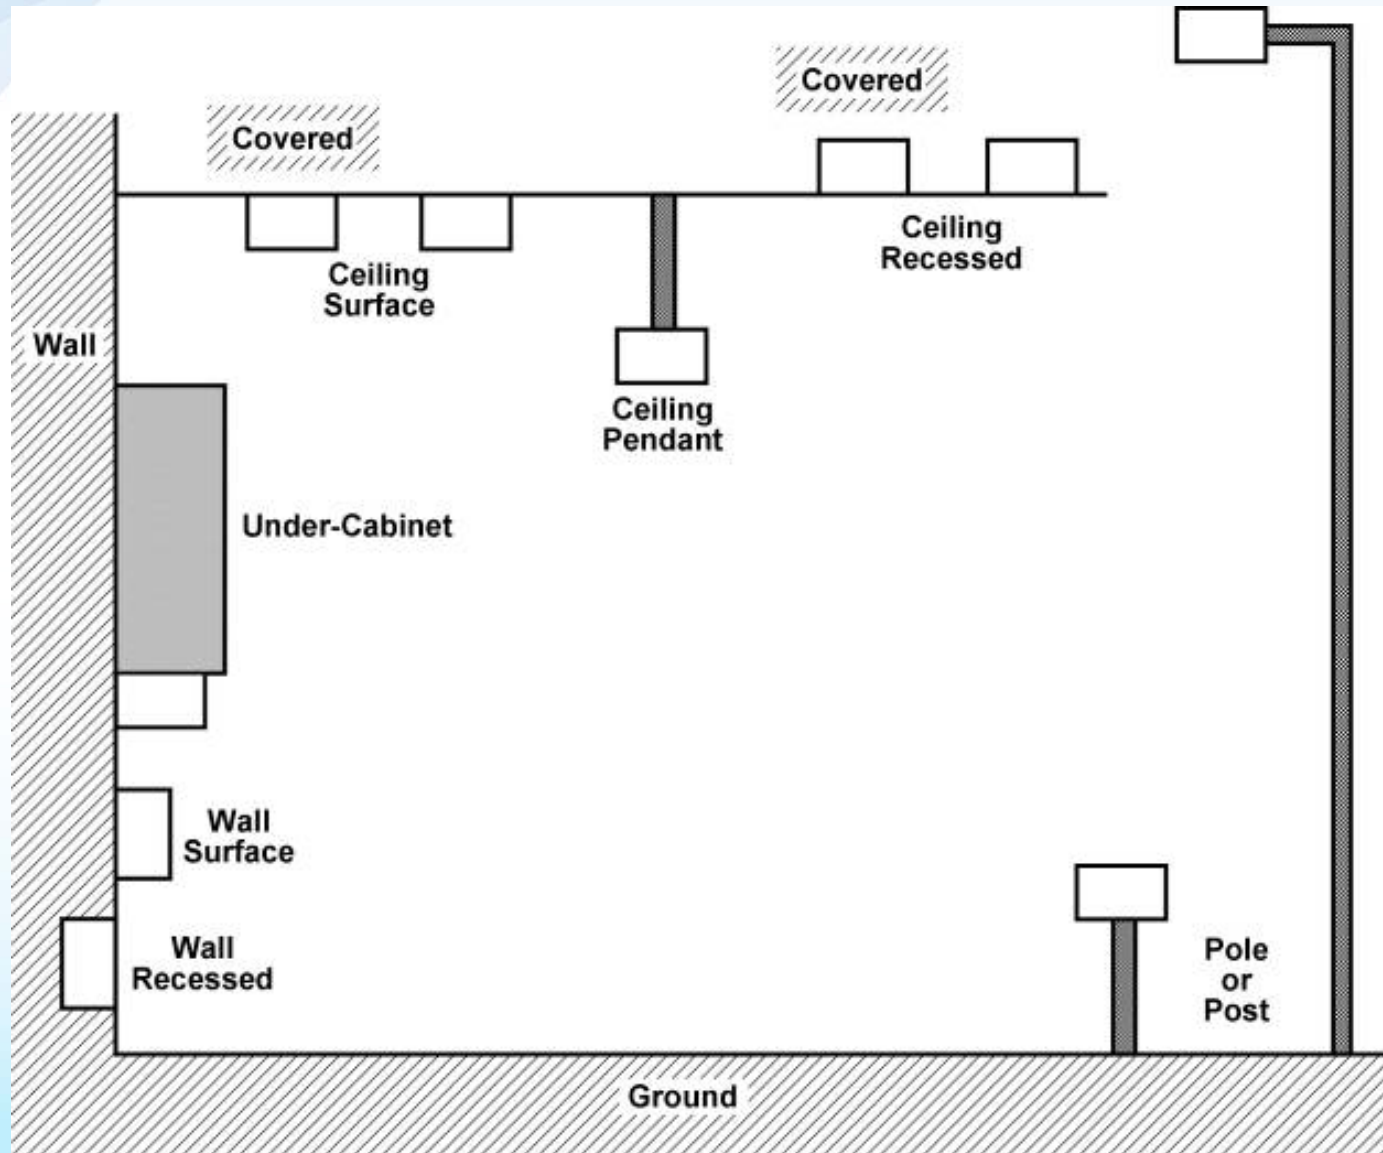 Covered
Covered
Ceiling
Recessed
Ceiling
Surface
Wall
Ceiling
Pendant
Under-Cabinet
Wall
Surface
Wall
Recessed
Pole
or
Post
Ground